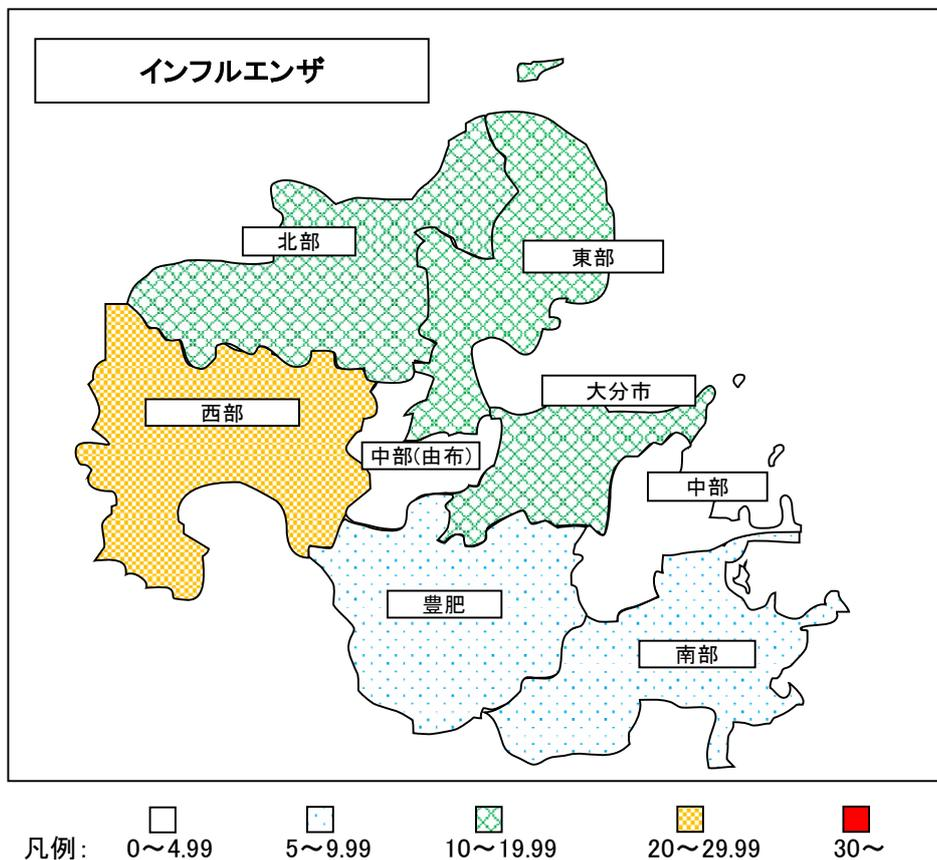 インフルエンザ
北部
東部
大分市
西部
中部(由布)
中部
豊肥
南部
凡例: 0～4.99 5～9.99 10～19.99 20～29.99 30～